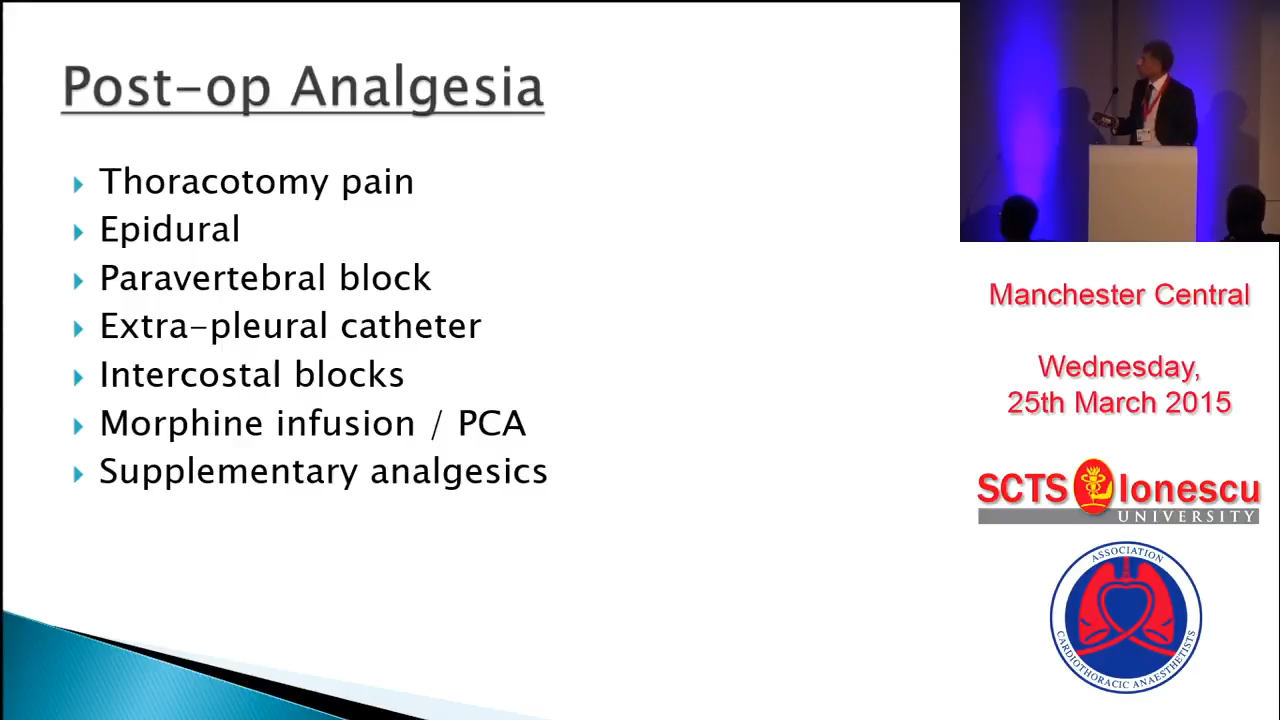 Post-op Analgesia
Thoracotomy pain
Epidural
Paravertebral block
Extra-pleural catheter
Intercostal blocks
Morphine infusion / PCA
Supplementary analgesics
Manchester Central
Wednesday,
25th March 2015
SCTS Ionescu
UNIVERSITY
ASSOCIATION
CARDIOTHORACIC ANAESTHETISTS